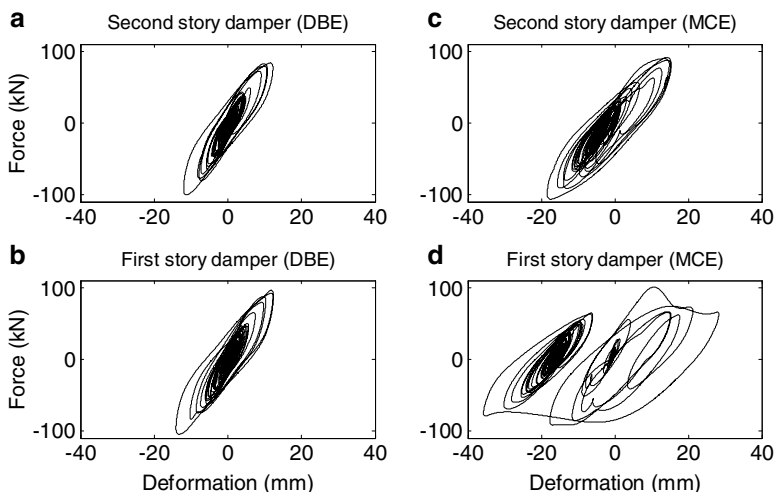 a
Second story damper (DBE)
100
0
-100
-40
-20
0
20
40
Force (kN)
c
Second story damper (MCE)
100
0
-100
-40
-20
0
20
40
b
First story damper (DBE)
100
0
-100
-40
-20
0
20
40
Force (kN)
Deformation (mm)
d
First story damper (MCE)
100
0
-100
-40
-20
0
20
40
Deformation (mm)